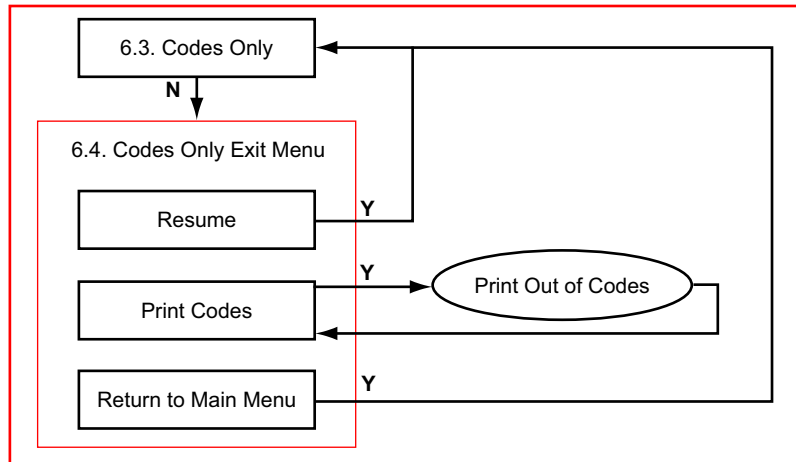 6.3. Codes Only
N
6.4. Codes Only Exit Menu
Resume
Y
Y
Print Out of Codes
Print Codes
Y
Return to Main Menu